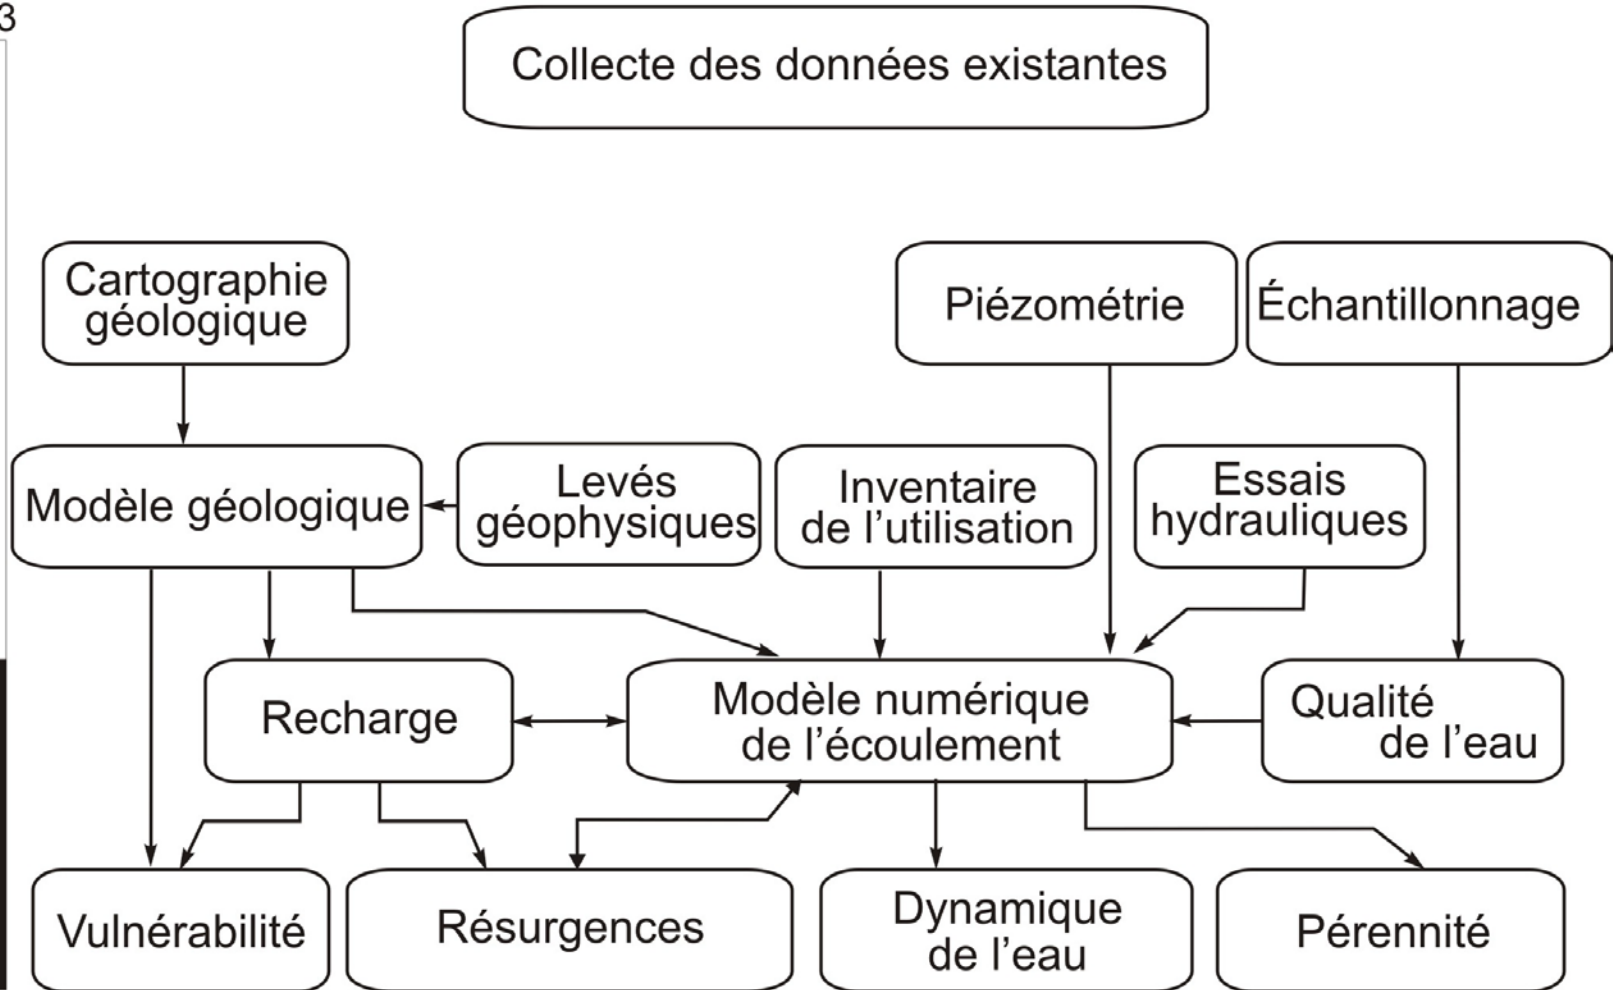 3
Collecte des données existantes
Cartographie
géologique
Piézométrie
Échantillonnage
Modèle géologique
Levés
géophysiques
Inventaire
de l’utilisation
Essais
hydrauliques
Recharge
Modèle numérique
de l’écoulement
Qualité
de l’eau
Vulnérabilité
Résurgences
Dynamique
de l’eau
Pérennité